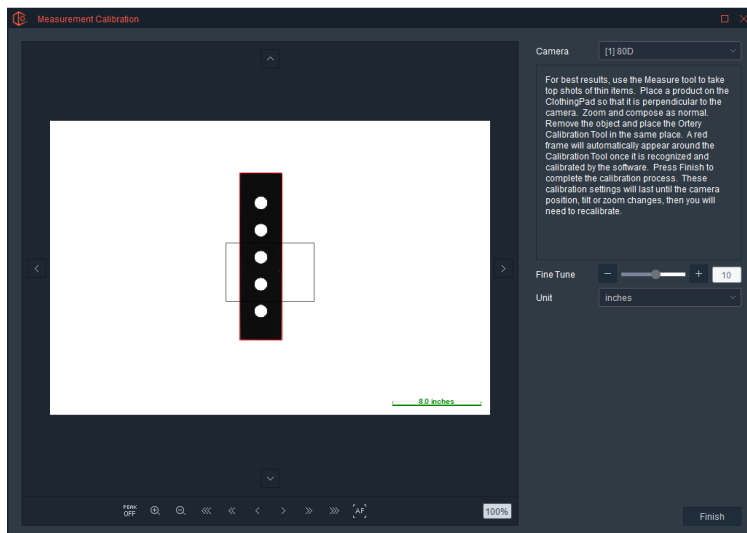 Measurement Calibration
Camera
[1] 80D
For best results, use the Measure tool to take
top shots of thin items. Place a product on the
ClothingPad so that it is perpendicular to the
camera. Zoom and compose as normal.
Remove the object and place the Ortery
Calibration Tool in the same place. A red
frame will automatically appear around the
Calibration Tool once it is recognized and
calibrated by the software. Press Finish to
complete the calibration process. These
calibration settings will last until the camera
position, tilt or zoom changes, then you will
need to recalibrate.
Fine Tune
10
Unit
inches
8.0 inches
PEAK
OFF
AF
100%
Finish